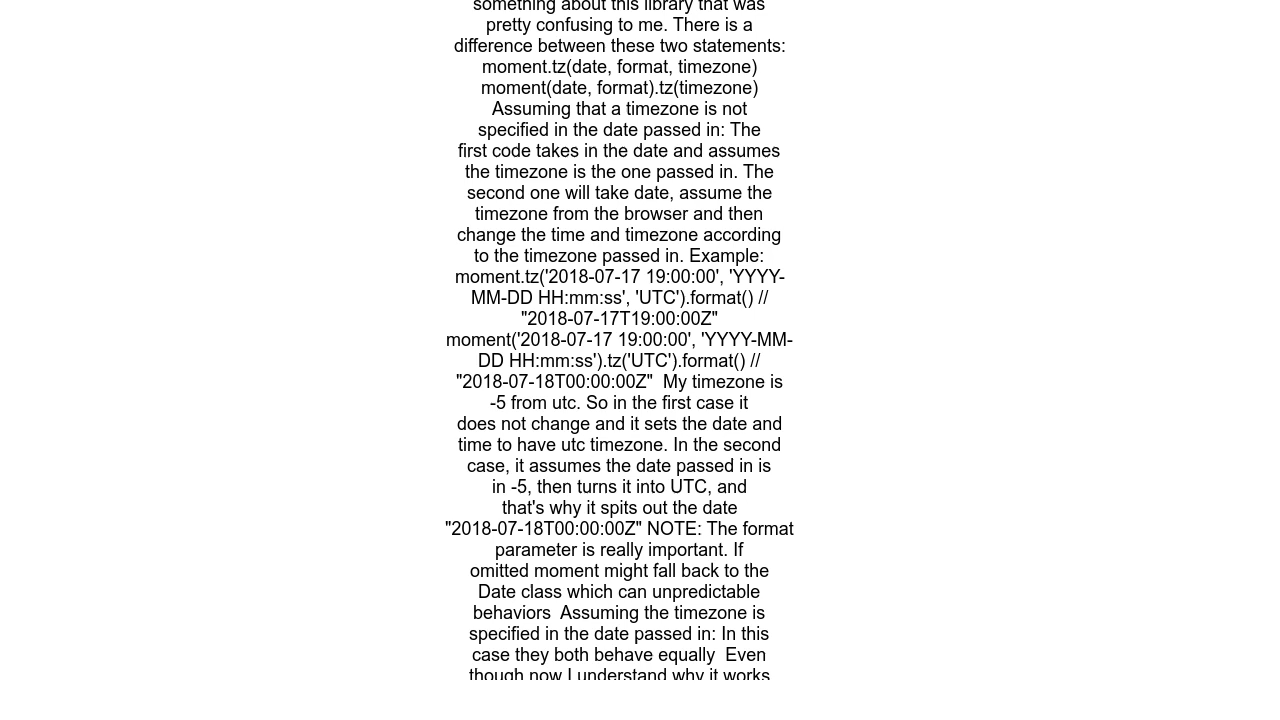 something about this library that was
pretty confusing to me. There is a
difference between these two statements:
moment.tz(date, format, timezone)
moment(date, format).tz(timezone)
Assuming that a timezone is not
specified in the date passed in: The
first code takes in the date and assumes
the timezone is the one passed in. The
second one will take date, assume the
timezone from the browser and then
change the time and timezone according
to the timezone passed in. Example:
moment.tz('2018-07-17 19:00:00', 'YYYY-
MM-DD HH:mm:ss', 'UTC').format() //
"2018-07-17T19:00:00Z"
moment('2018-07-17 19:00:00', 'YYYY-MM-
DD HH:mm:ss').tz('UTC').format() //
"2018-07-18T00:00:00Z"  My timezone is
-5 from utc. So in the first case it
does not change and it sets the date and
time to have utc timezone. In the second
case, it assumes the date passed in is
in -5, then turns it into UTC, and
that's why it spits out the date
"2018-07-18T00:00:00Z" NOTE: The format
parameter is really important. If
omitted moment might fall back to the
Date class which can unpredictable
behaviors  Assuming the timezone is
specified in the date passed in: In this
case they both behave equally  Even
though now I understand why it works